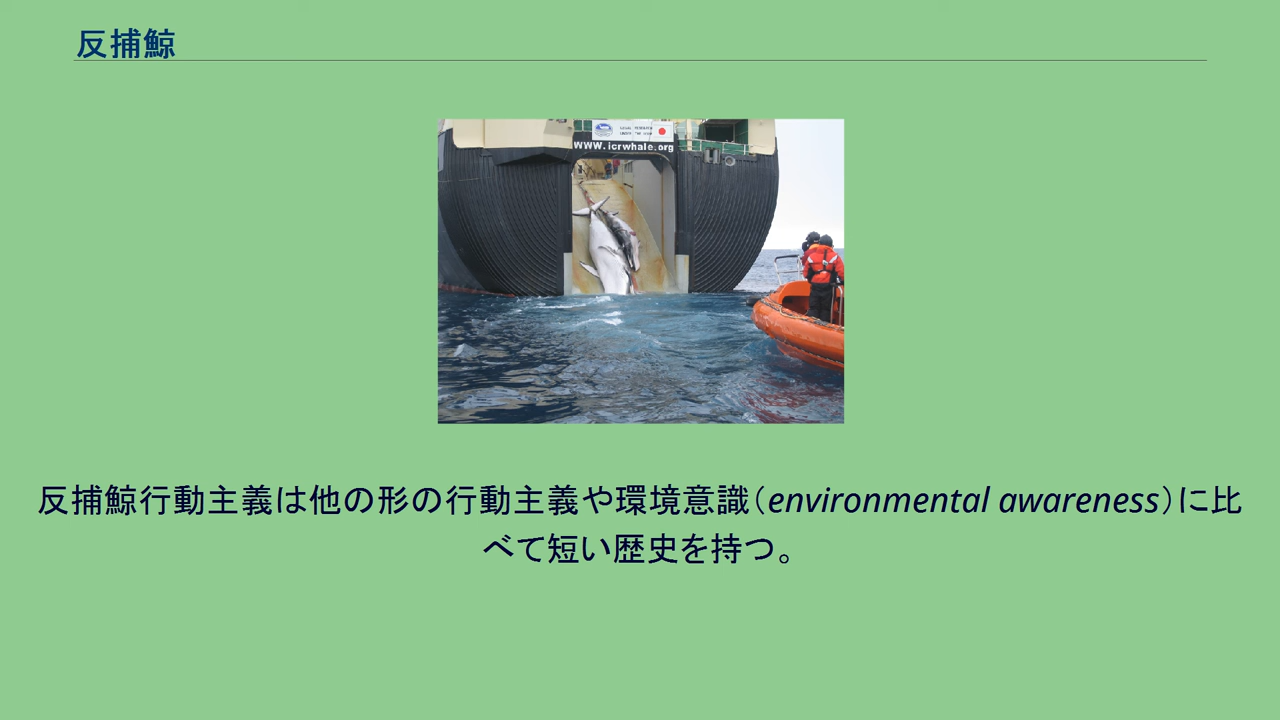 反捕鯨
WWW.icrwhale.org
反捕鯨行動主義は他の形の行動主義や環境意識（environmental awareness）に比
べて短い歴史を持つ。